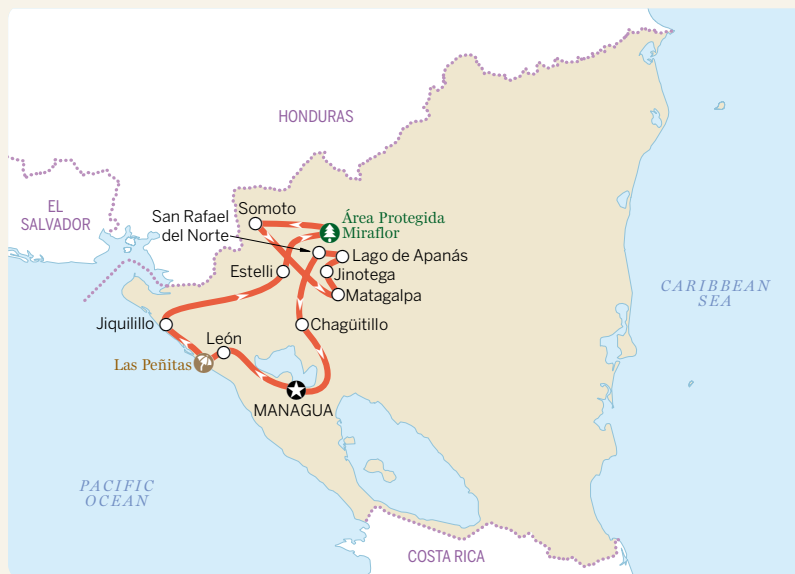 HONDURAS
EL
SALVADOR
Somoto
Área Protegida
Miraflor
San Rafael
del Norte
Lago de Apanás
Estelli
Jinotega
Matagalpa
CARIBBEAN
SEA
Jiquilillo
Chagüitillo
León
Las Peñitas
MANAGUA
PACIFIC
OCEAN
COSTA RICA